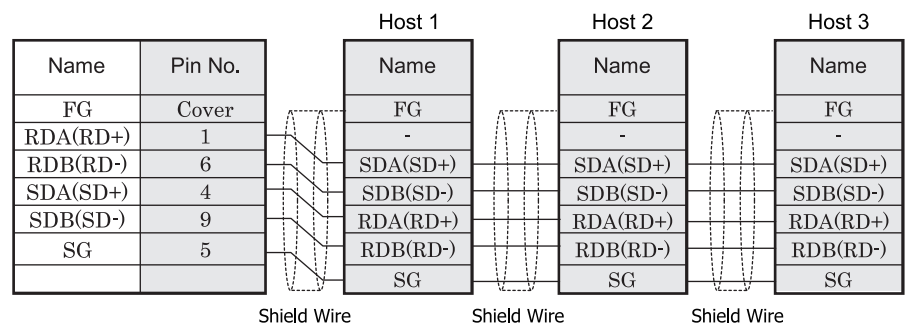 Host 1 Host 2 Host 3
Name Pin No. Name Name Name
FG Cover FG FG FG
RDA(RD+) 1 - - -
RDB(RD-) 6 SDA(SD+) SDA(SD+) SDA(SD+)
SDA(SD+) 4 SDB(SD-) SDB(SD-) SDB(SD-)
SDB(SD-) 9 RDA(RD+) RDA(RD+) RDA(RD+)
SG 5 RDB(RD-) RDB(RD-) RDB(RD-)
SG SG SG
Shield Wire Shield Wire Shield Wire